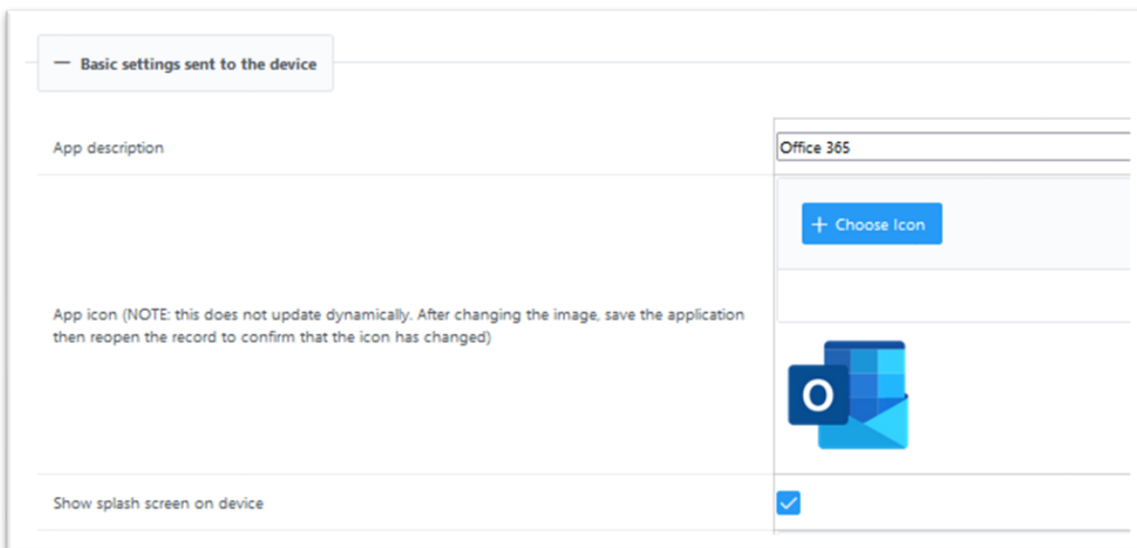 Basic settings sent to the device
App description
Office 365
+ Choose Icon
App icon (NOTE: this does not update dynamically. After changing the image, save the application
then reopen the record to confirm that the icon has changed)
O
Show splash screen on device